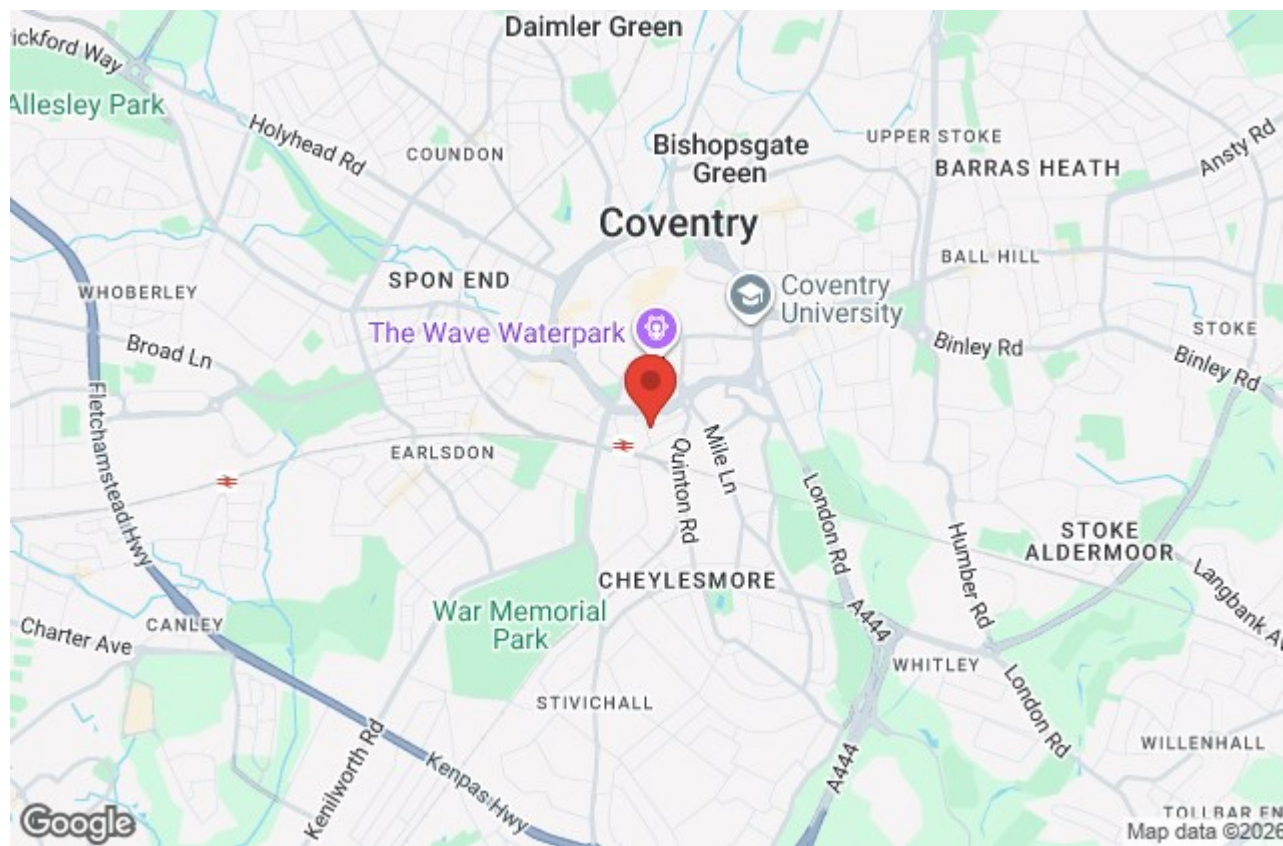 Daimler Green
ickford Way
Allesley Park
Holyhead Rd
COUNDON
Bishopsgate
Green
UPPER STOKE
BARRAS HEATH
Ansty Rd
Coventry
SPON END
WHOBERLEY
BALL HILL
Coventry
University
The Wave Waterpark
STOKE
Broad Ln
Binley Rd
Binley Rd
Fletchamstead Hwy
EARLSDON
Quinton Rd
Mile Ln
London Rd
Humber Rd
STOKE
ALDERMOOR
Langbank Av
CHEYLESMORE
War Memorial
Park
A444
CANLEY
Charter Ave
WHITLEY
London Rd
STIVICHALL
Kenilworth Rd
Kenpas Hwy
A444
WILLENHALL
TOLLBAR EN
Google
Map data ©2026